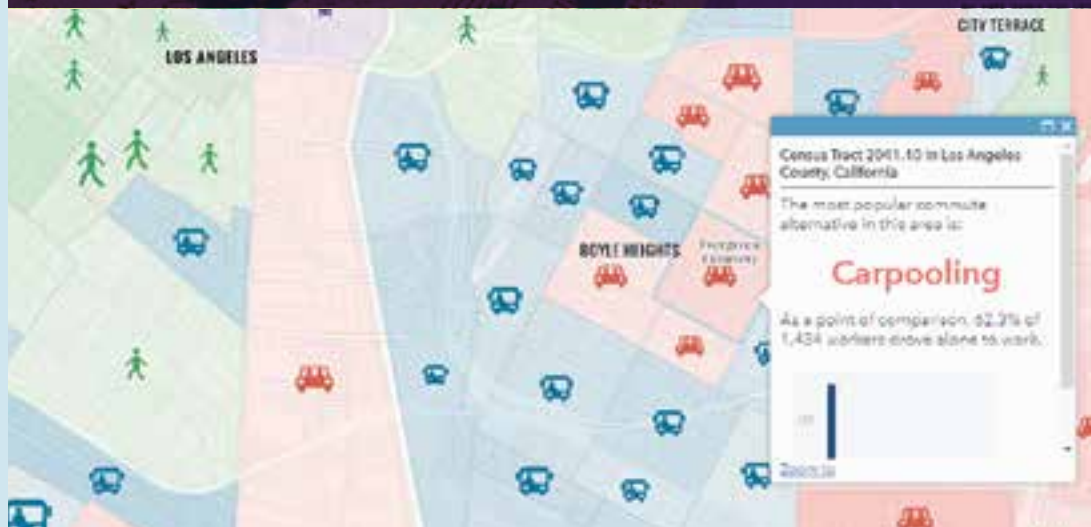 CITY TERRACE
LOS ANGELES
Census Tract 2041.10 in Los Angeles
County, California
The most popular commute
alternative in this area is:
BOYLE HEIGHTS
Carpooling
As a point of comparison, 62.3% of
1,434 workers drove alone to work.
Zoom to